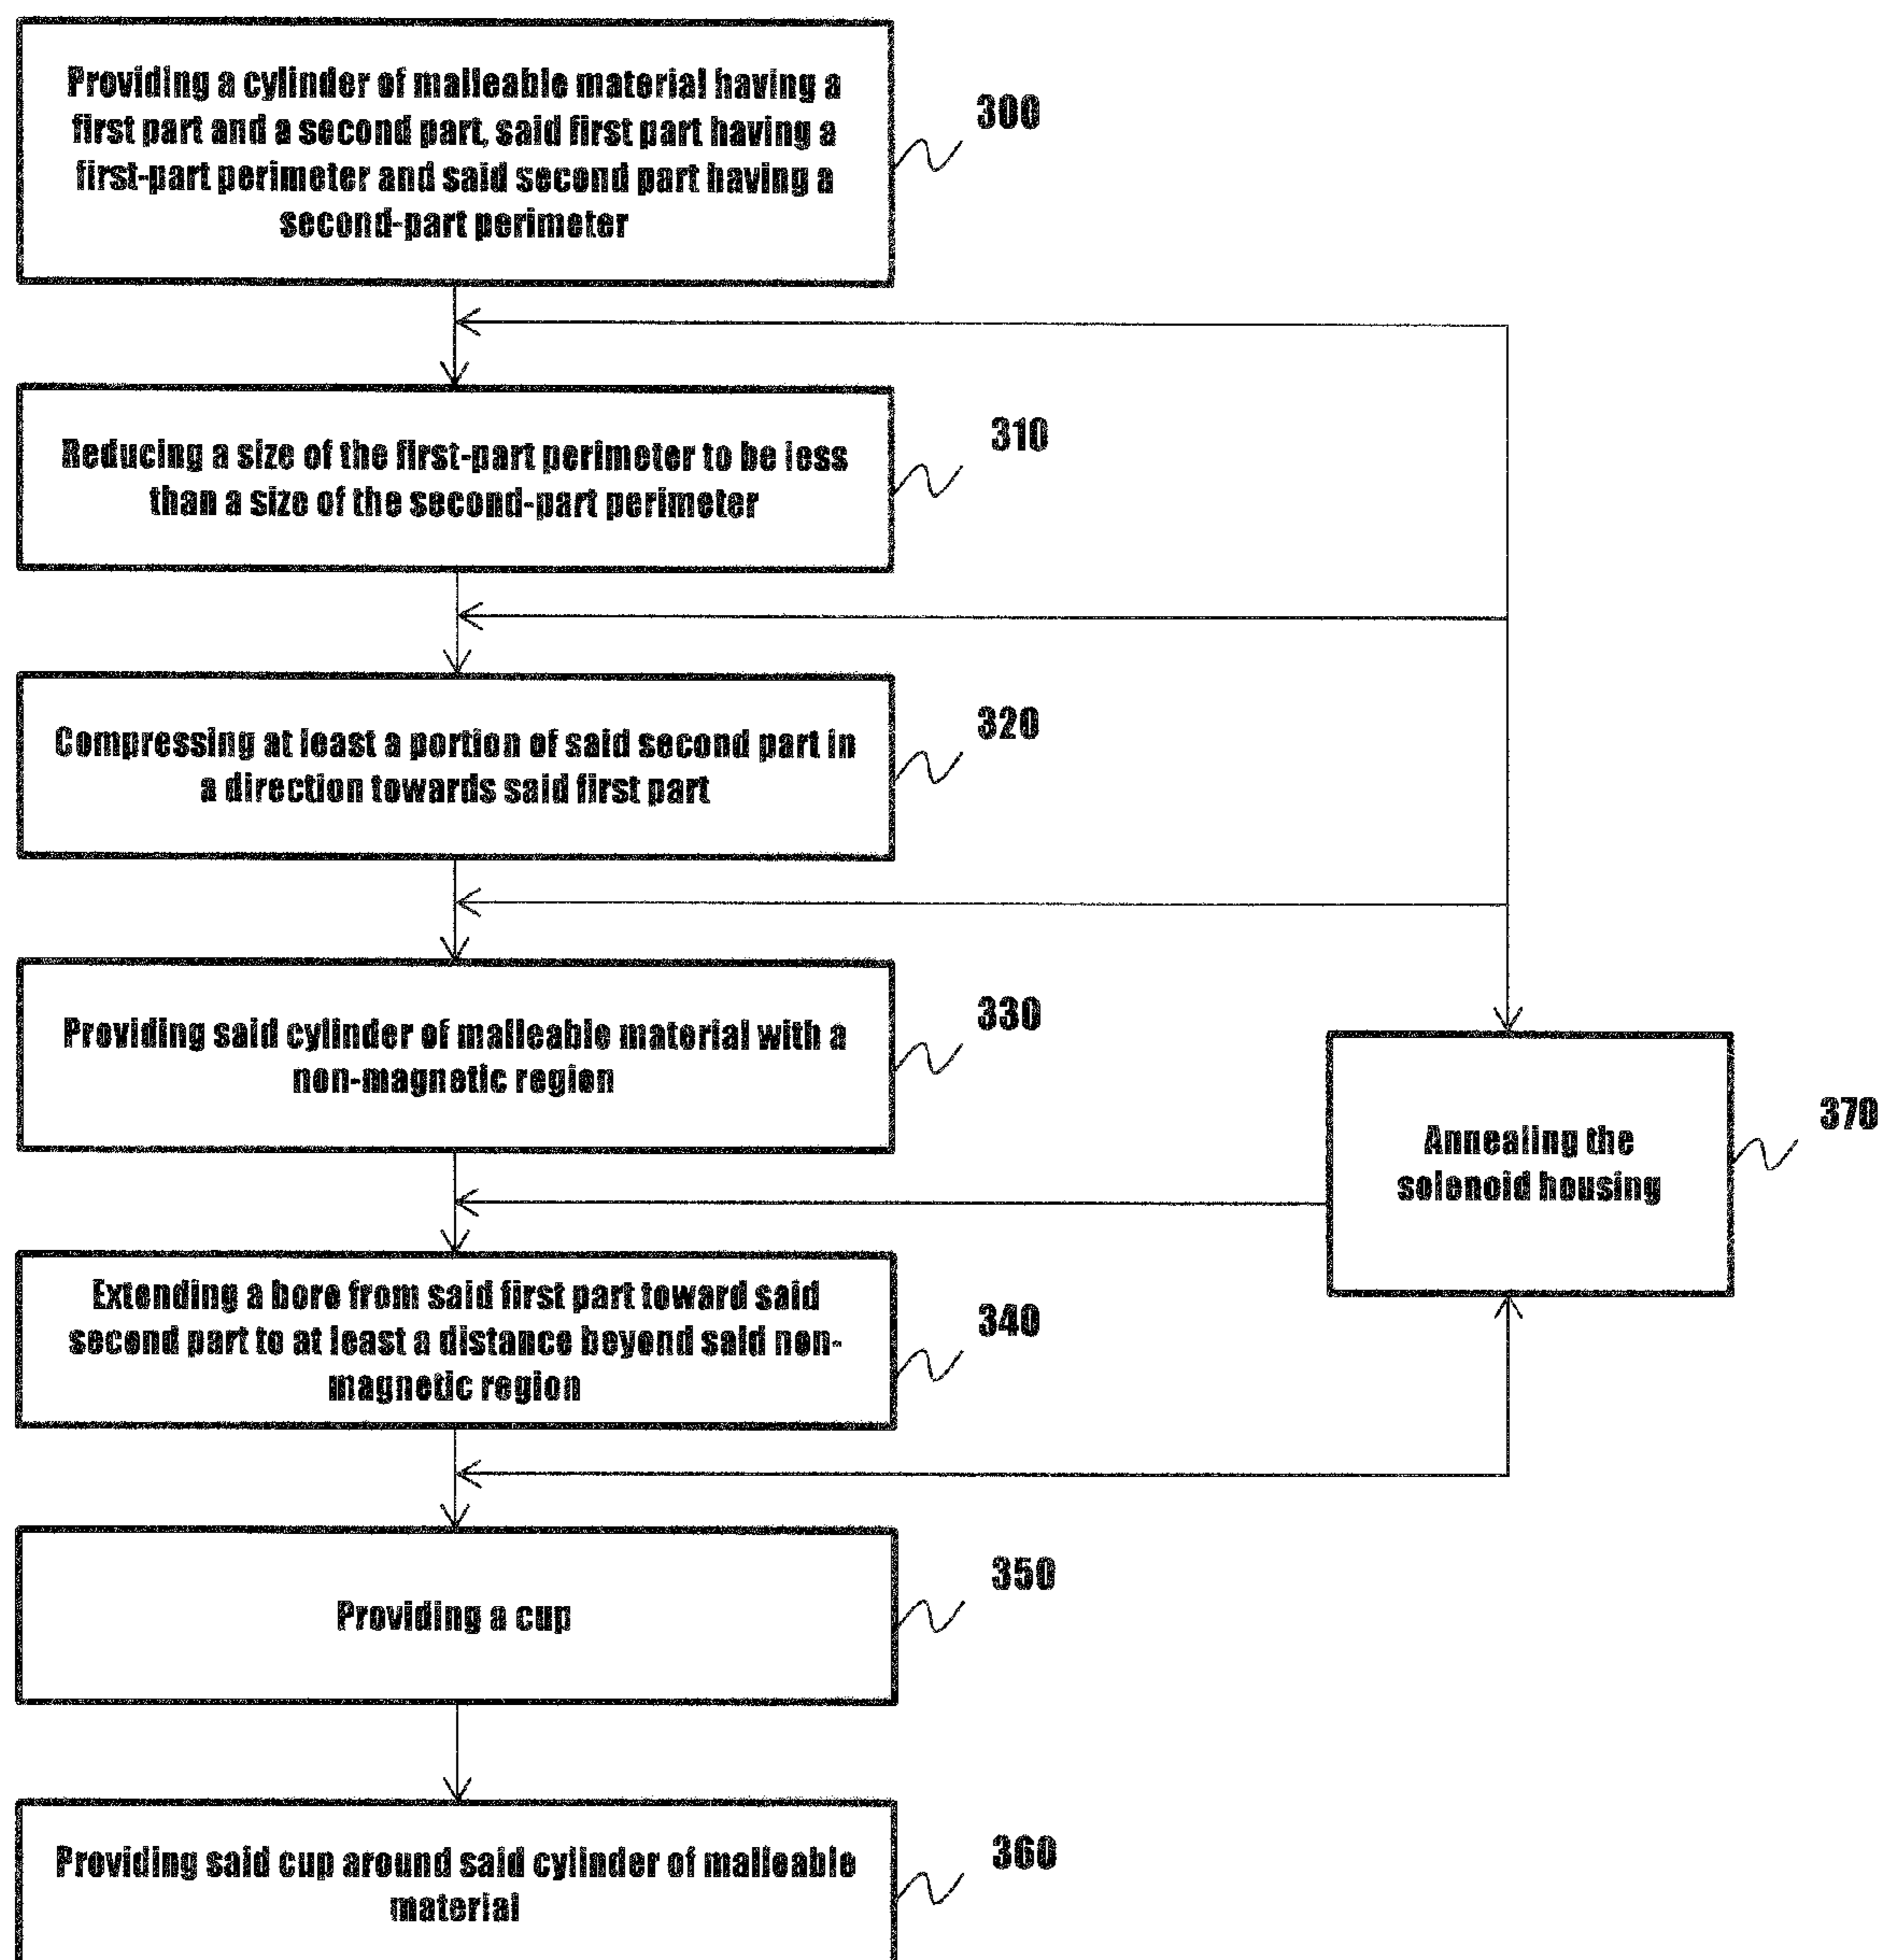 Providing a cylinder of malleable material having a
first part and a second part, said first part having a
first-part perimeter and said second part having a
second-part perimeter
300
Reducing a size of the first-part perimeter to be less
than a size of the second-part perimeter
310
Compressing at least a portion of said second part in
a direction towards said first part
320
Providing said cylinder of malleable material with a
non-magnetic region
330
Annealing the
solenoid housing
370
Extending a bore from said first part toward said
second part to at least a distance beyond said non-
magnetic region
340
Providing a cup
350
Providing said cup around said cylinder of malleable
material
360